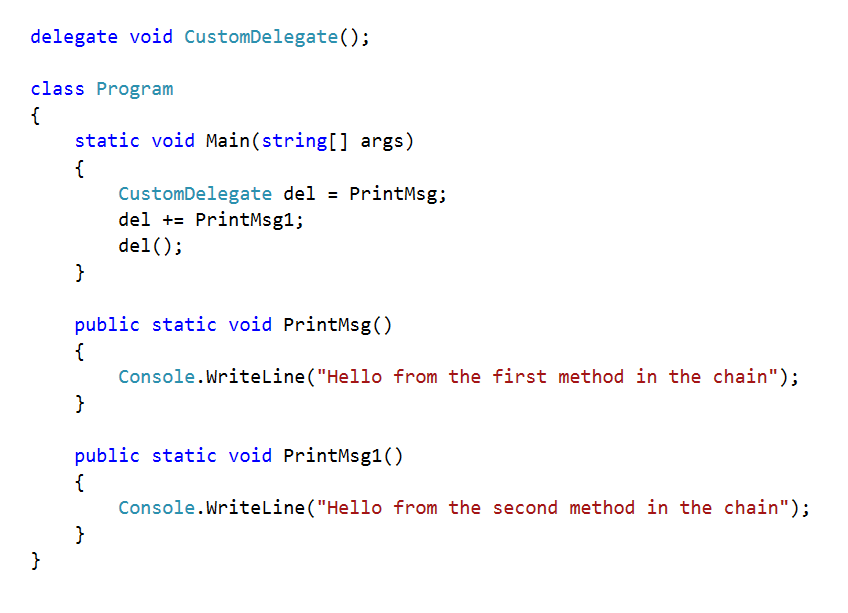 delegate void CustomDelegate();
class Program
{
    static void Main(string[] args)
    {
        CustomDelegate del = PrintMsg;
        del += PrintMsg1;
        del();
    }

    public static void PrintMsg()
    {
        Console.WriteLine("Hello from the first method in the chain");
    }

    public static void PrintMsg1()
    {
        Console.WriteLine("Hello from the second method in the chain");
    }
}